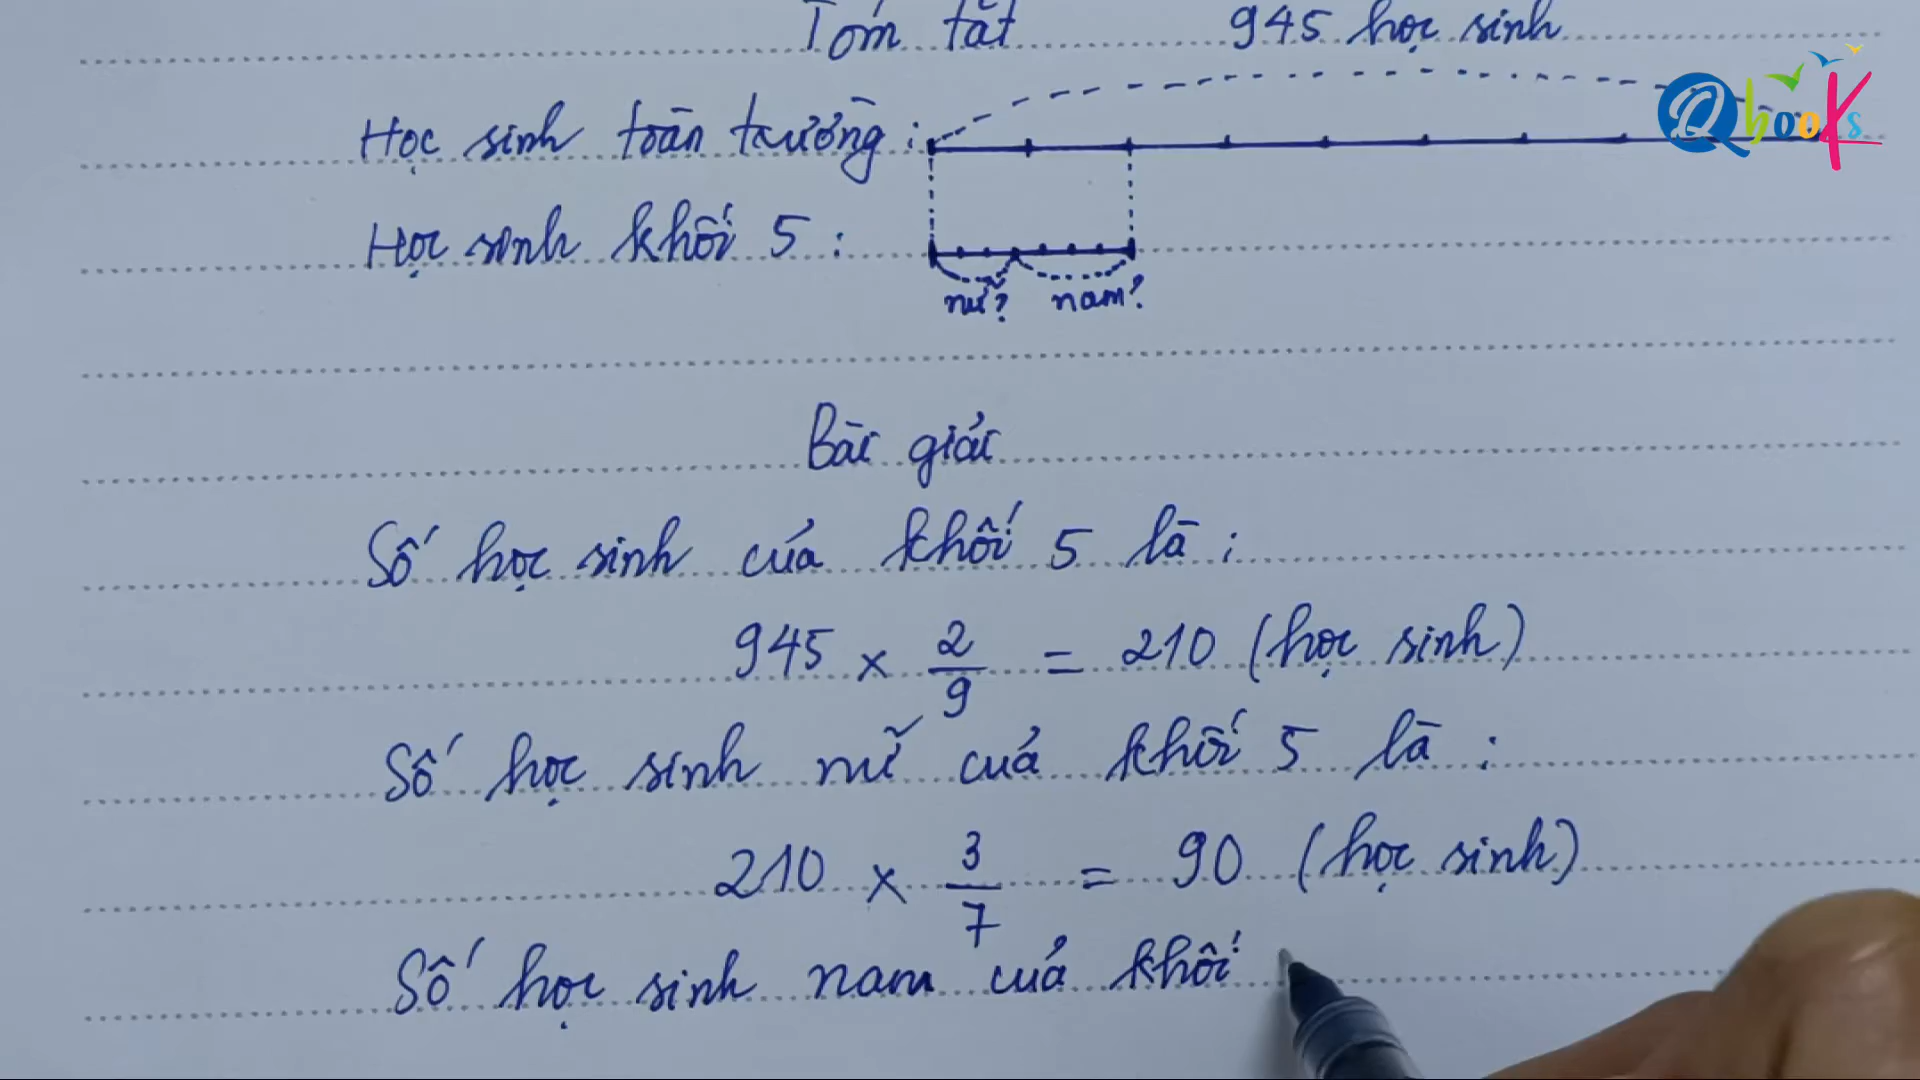 Tóm tắt 945 học sinh
Qbooks
Học sinh toàn trường :
Học sinh khối 5 :
nữ? nam?
Bài giải
Số học sinh của khối 5 là :
945 × 2/9 = 210 (học sinh)
Số học sinh nữ của khối 5 là :
210 × 3/7 = 90 (học sinh)
Số học sinh nam của khối